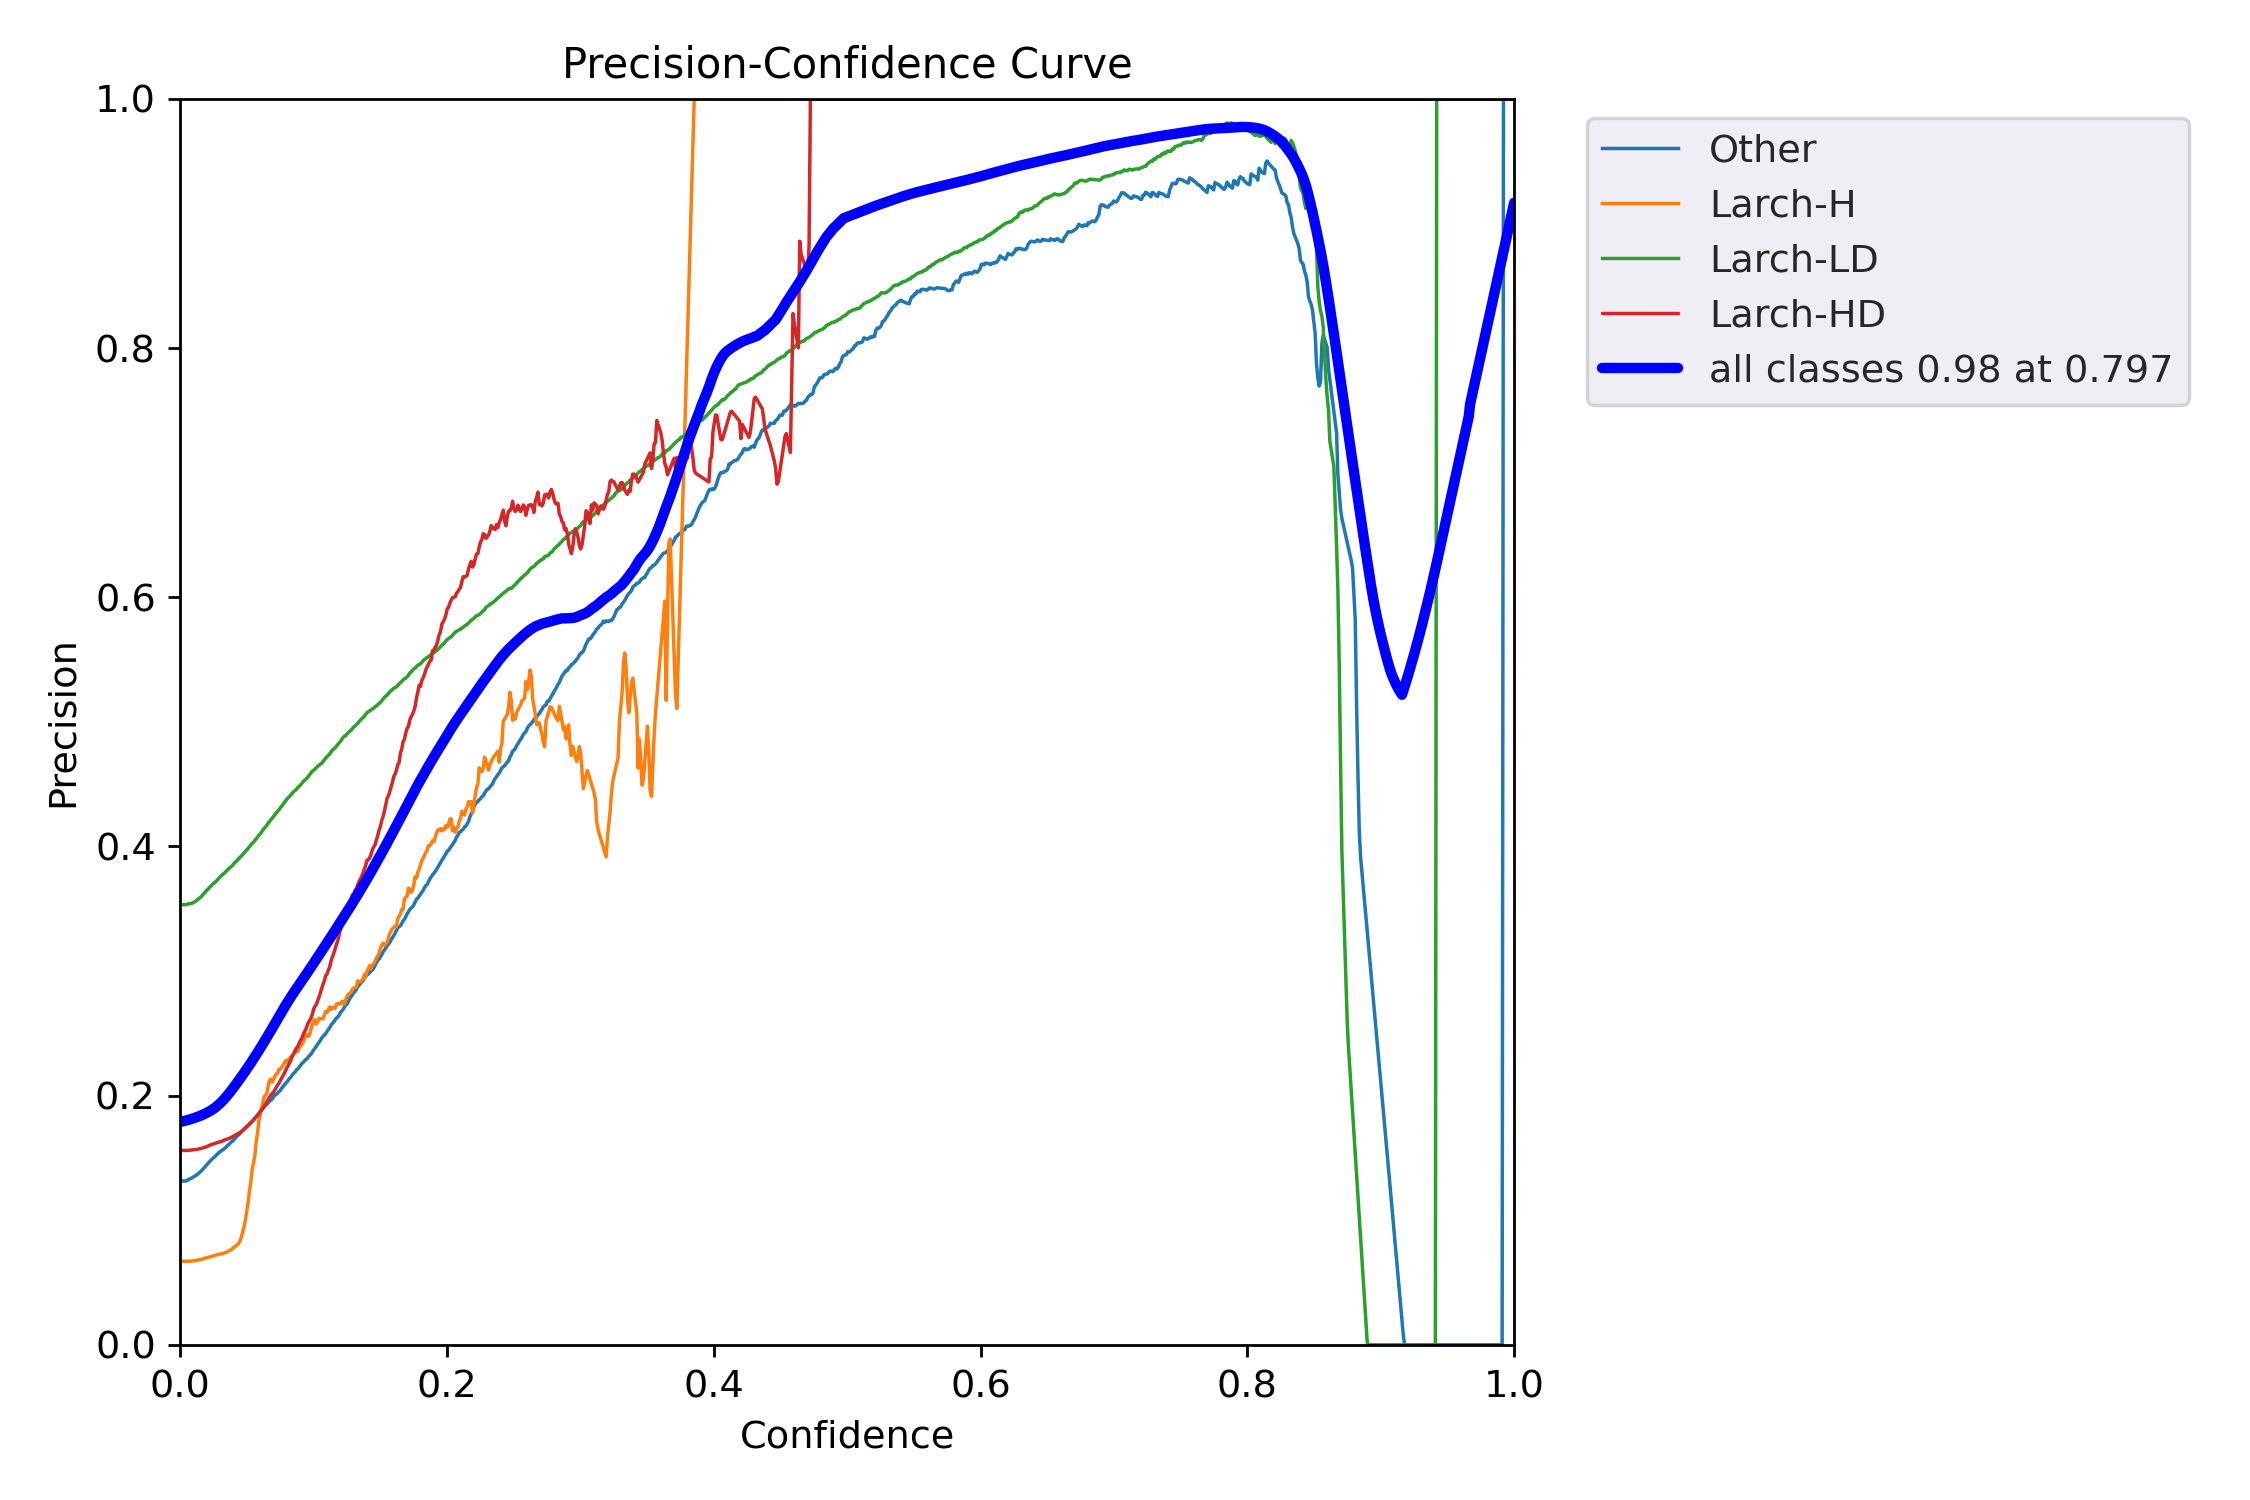 Precision-Confidence Curve
1.0
0.8
0.6
0.4
0.2
0.0
Precision
0.0 0.2 0.4 0.6 0.8 1.0
Confidence
Other
Larch-H
Larch-LD
Larch-HD
all classes 0.98 at 0.797